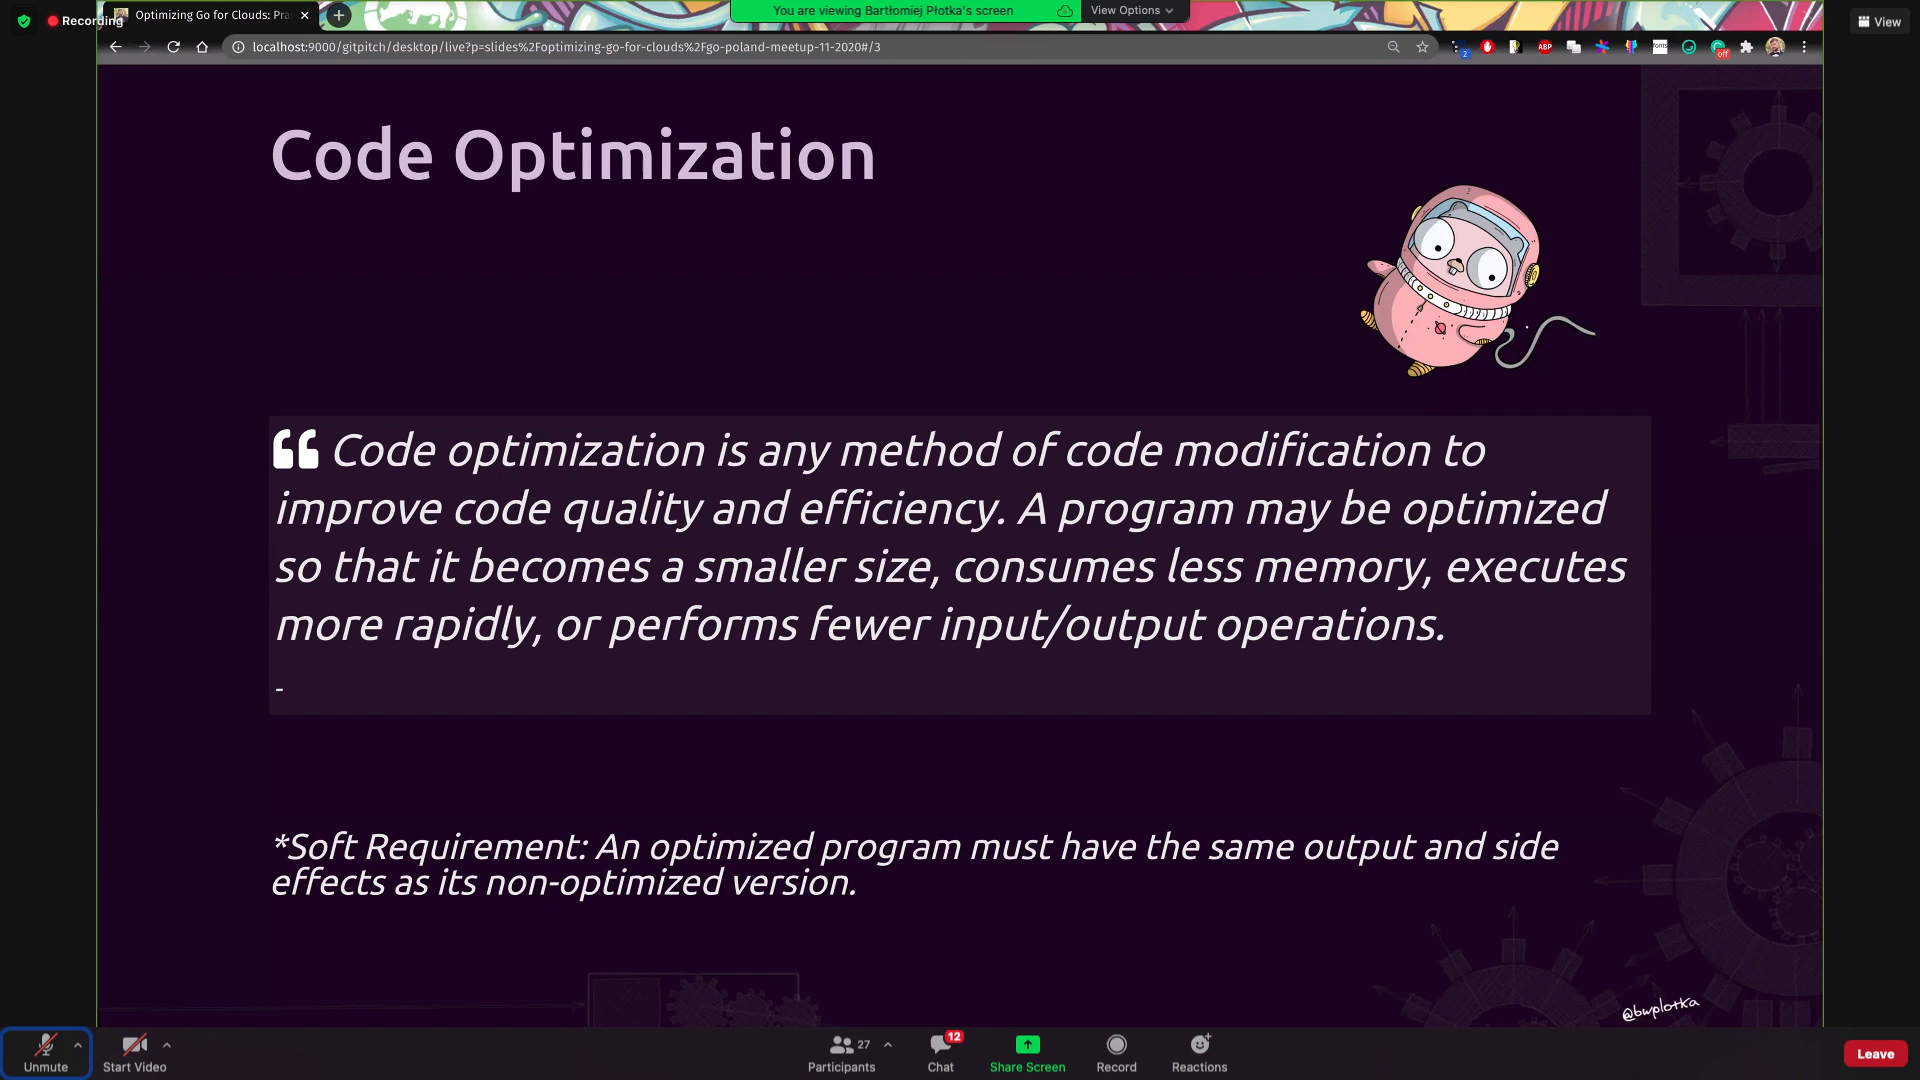 Recording
Optimizing Go for Clouds: Pra
You are viewing Bartłomiej Płotka's screen
View Options
View
localhost:9000/gitpitch/desktop/live?p=slides%2Foptimizing-go-for-clouds%2Fgo-poland-meetup-11-2020#/3
2
ABP
fonts
off
Code Optimization
Code optimization is any method of code modification to
improve code quality and efficiency. A program may be optimized
so that it becomes a smaller size, consumes less memory, executes
more rapidly, or performs fewer input/output operations.
-
*Soft Requirement: An optimized program must have the same output and side
effects as its non-optimized version.
@bwplotka
Unmute
Start Video
27
Participants
12
Chat
Share Screen
Record
Reactions
Leave